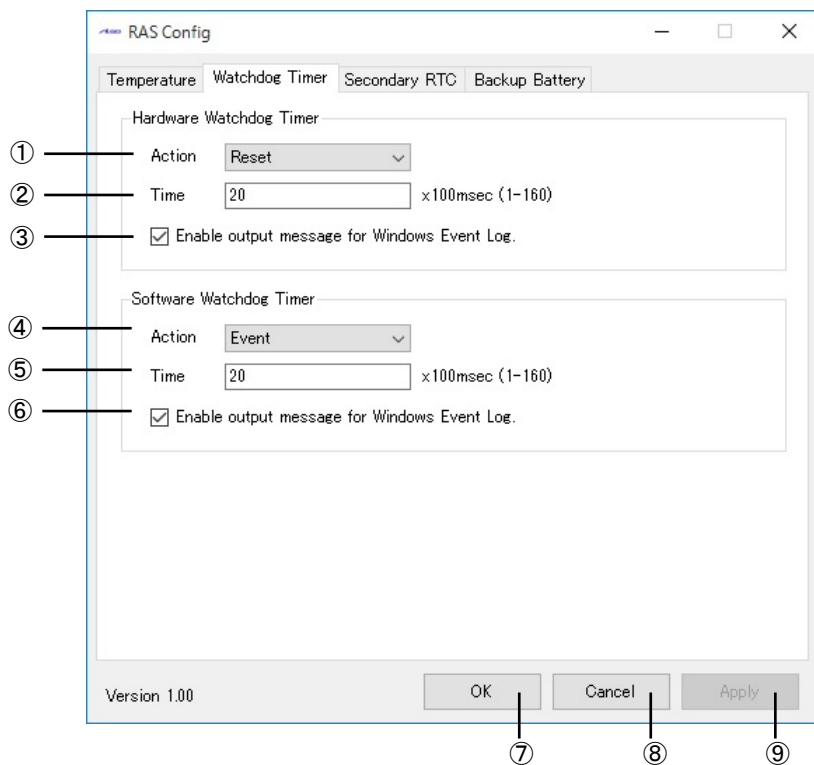 RAS Config
Temperature Watchdog Timer Secondary RTC Backup Battery
Hardware Watchdog Timer
① Action Reset
② Time 20 x100msec (1-160)
③ Enable output message for Windows Event Log.
Software Watchdog Timer
④ Action Event
⑤ Time 20 x100msec (1-160)
⑥ Enable output message for Windows Event Log.
Version 1.00 OK Cancel Apply
⑦ ⑧ ⑨